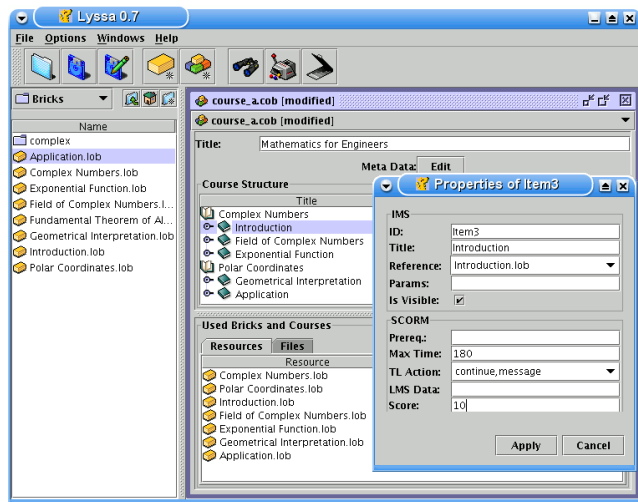 Lyssa 0.7
File Options Windows Help
Bricks
Name
complex
Application.lob
Complex Numbers.lob
Exponential Function.lob
Field of Complex Numbers.l...
Fundamental Theorem of Al...
Geometrical Interpretation.lob
Introduction.lob
Polar Coordinates.lob
course_a.cob [modified]
course_a.cob [modified]
Title: Mathematics for Engineers
Meta Data: Edit
Course Structure
Title
Complex Numbers
Introduction
Field of Complex Numbers
Exponential Function
Polar Coordinates
Geometrical Interpretation
Application
Used Bricks and Courses
Resources Files
Resource
Complex Numbers.lob
Polar Coordinates.lob
Introduction.lob
Field of Complex Numbers.lob
Exponential Function.lob
Geometrical Interpretation.lob
Application.lob
Properties of Item3
IMS
ID: Item3
Title: Introduction
Reference: Introduction.lob
Params:
Is Visible:
SCORM
Prereq.:
Max Time: 180
TL Action: continue,message
LMS Data:
Score: 10
Apply Cancel